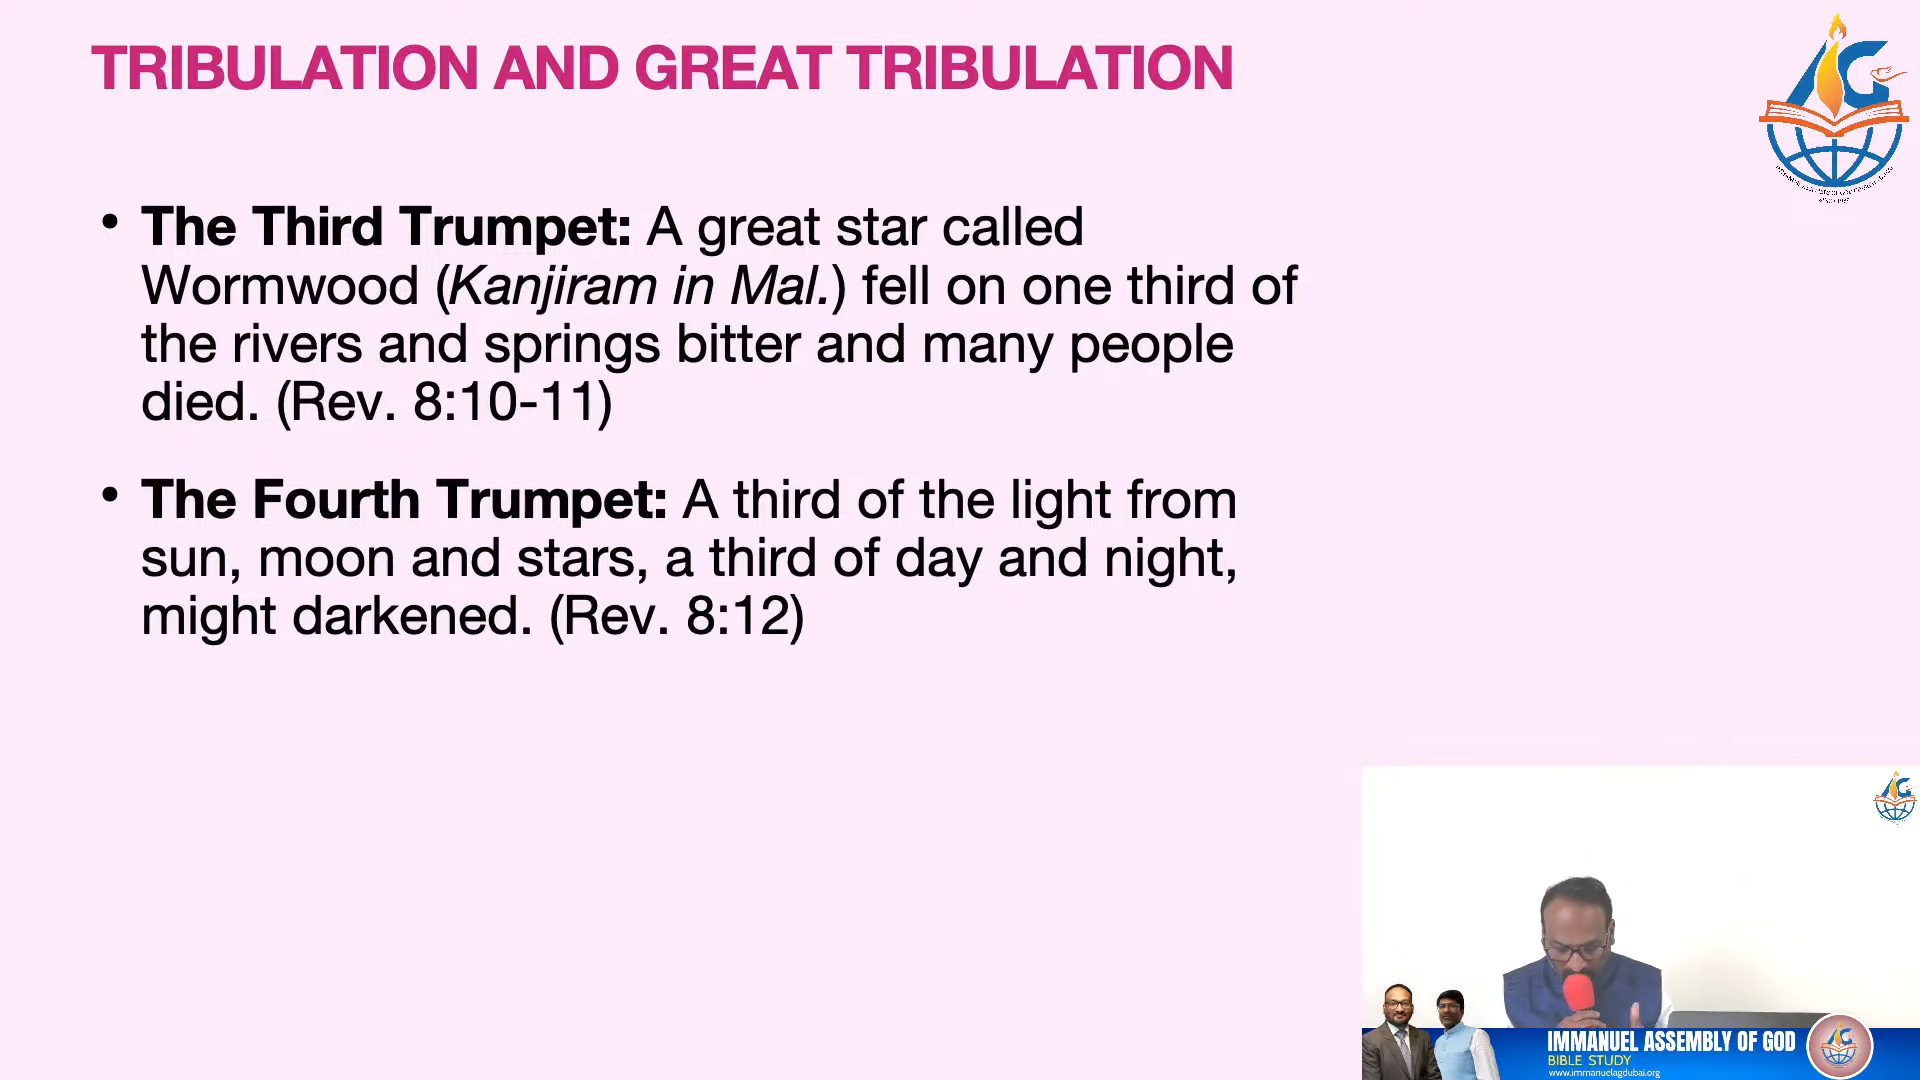 TRIBULATION AND GREAT TRIBULATION
• The Third Trumpet: A great star called
Wormwood (Kanjiram in Mal.) fell on one third of
the rivers and springs bitter and many people
died. (Rev. 8:10-11)
• The Fourth Trumpet: A third of the light from
sun, moon and stars, a third of day and night,
might darkened. (Rev. 8:12)
AG
IMMANUEL ASSEMBLY OF GOD
BIBLE STUDY
www.immanuelagdubai.org